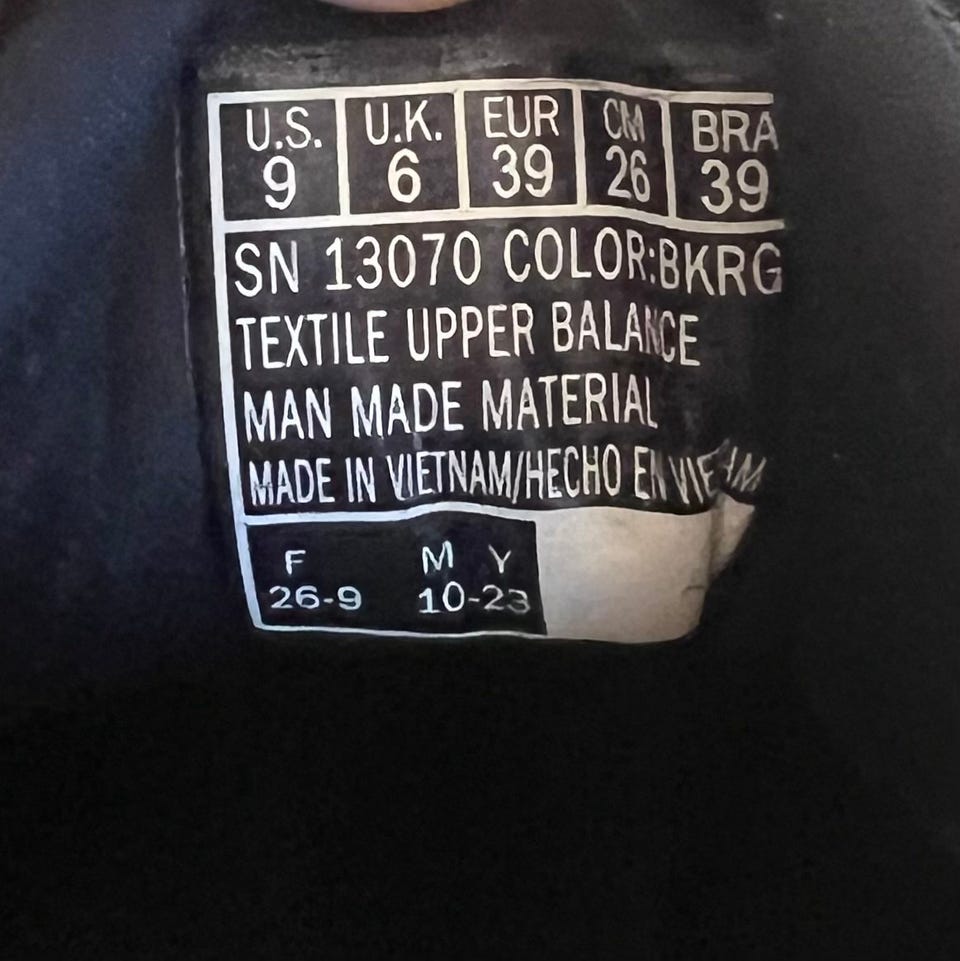 U.S. U.K. EUR CM BRA
9 6 39 26 39
SN 13070 COLOR:BKRG
TEXTILE UPPER BALANCE
MAN MADE MATERIAL
MADE IN VIETNAM/HECHO EN VIETNAM
F M Y
26-9 10-23